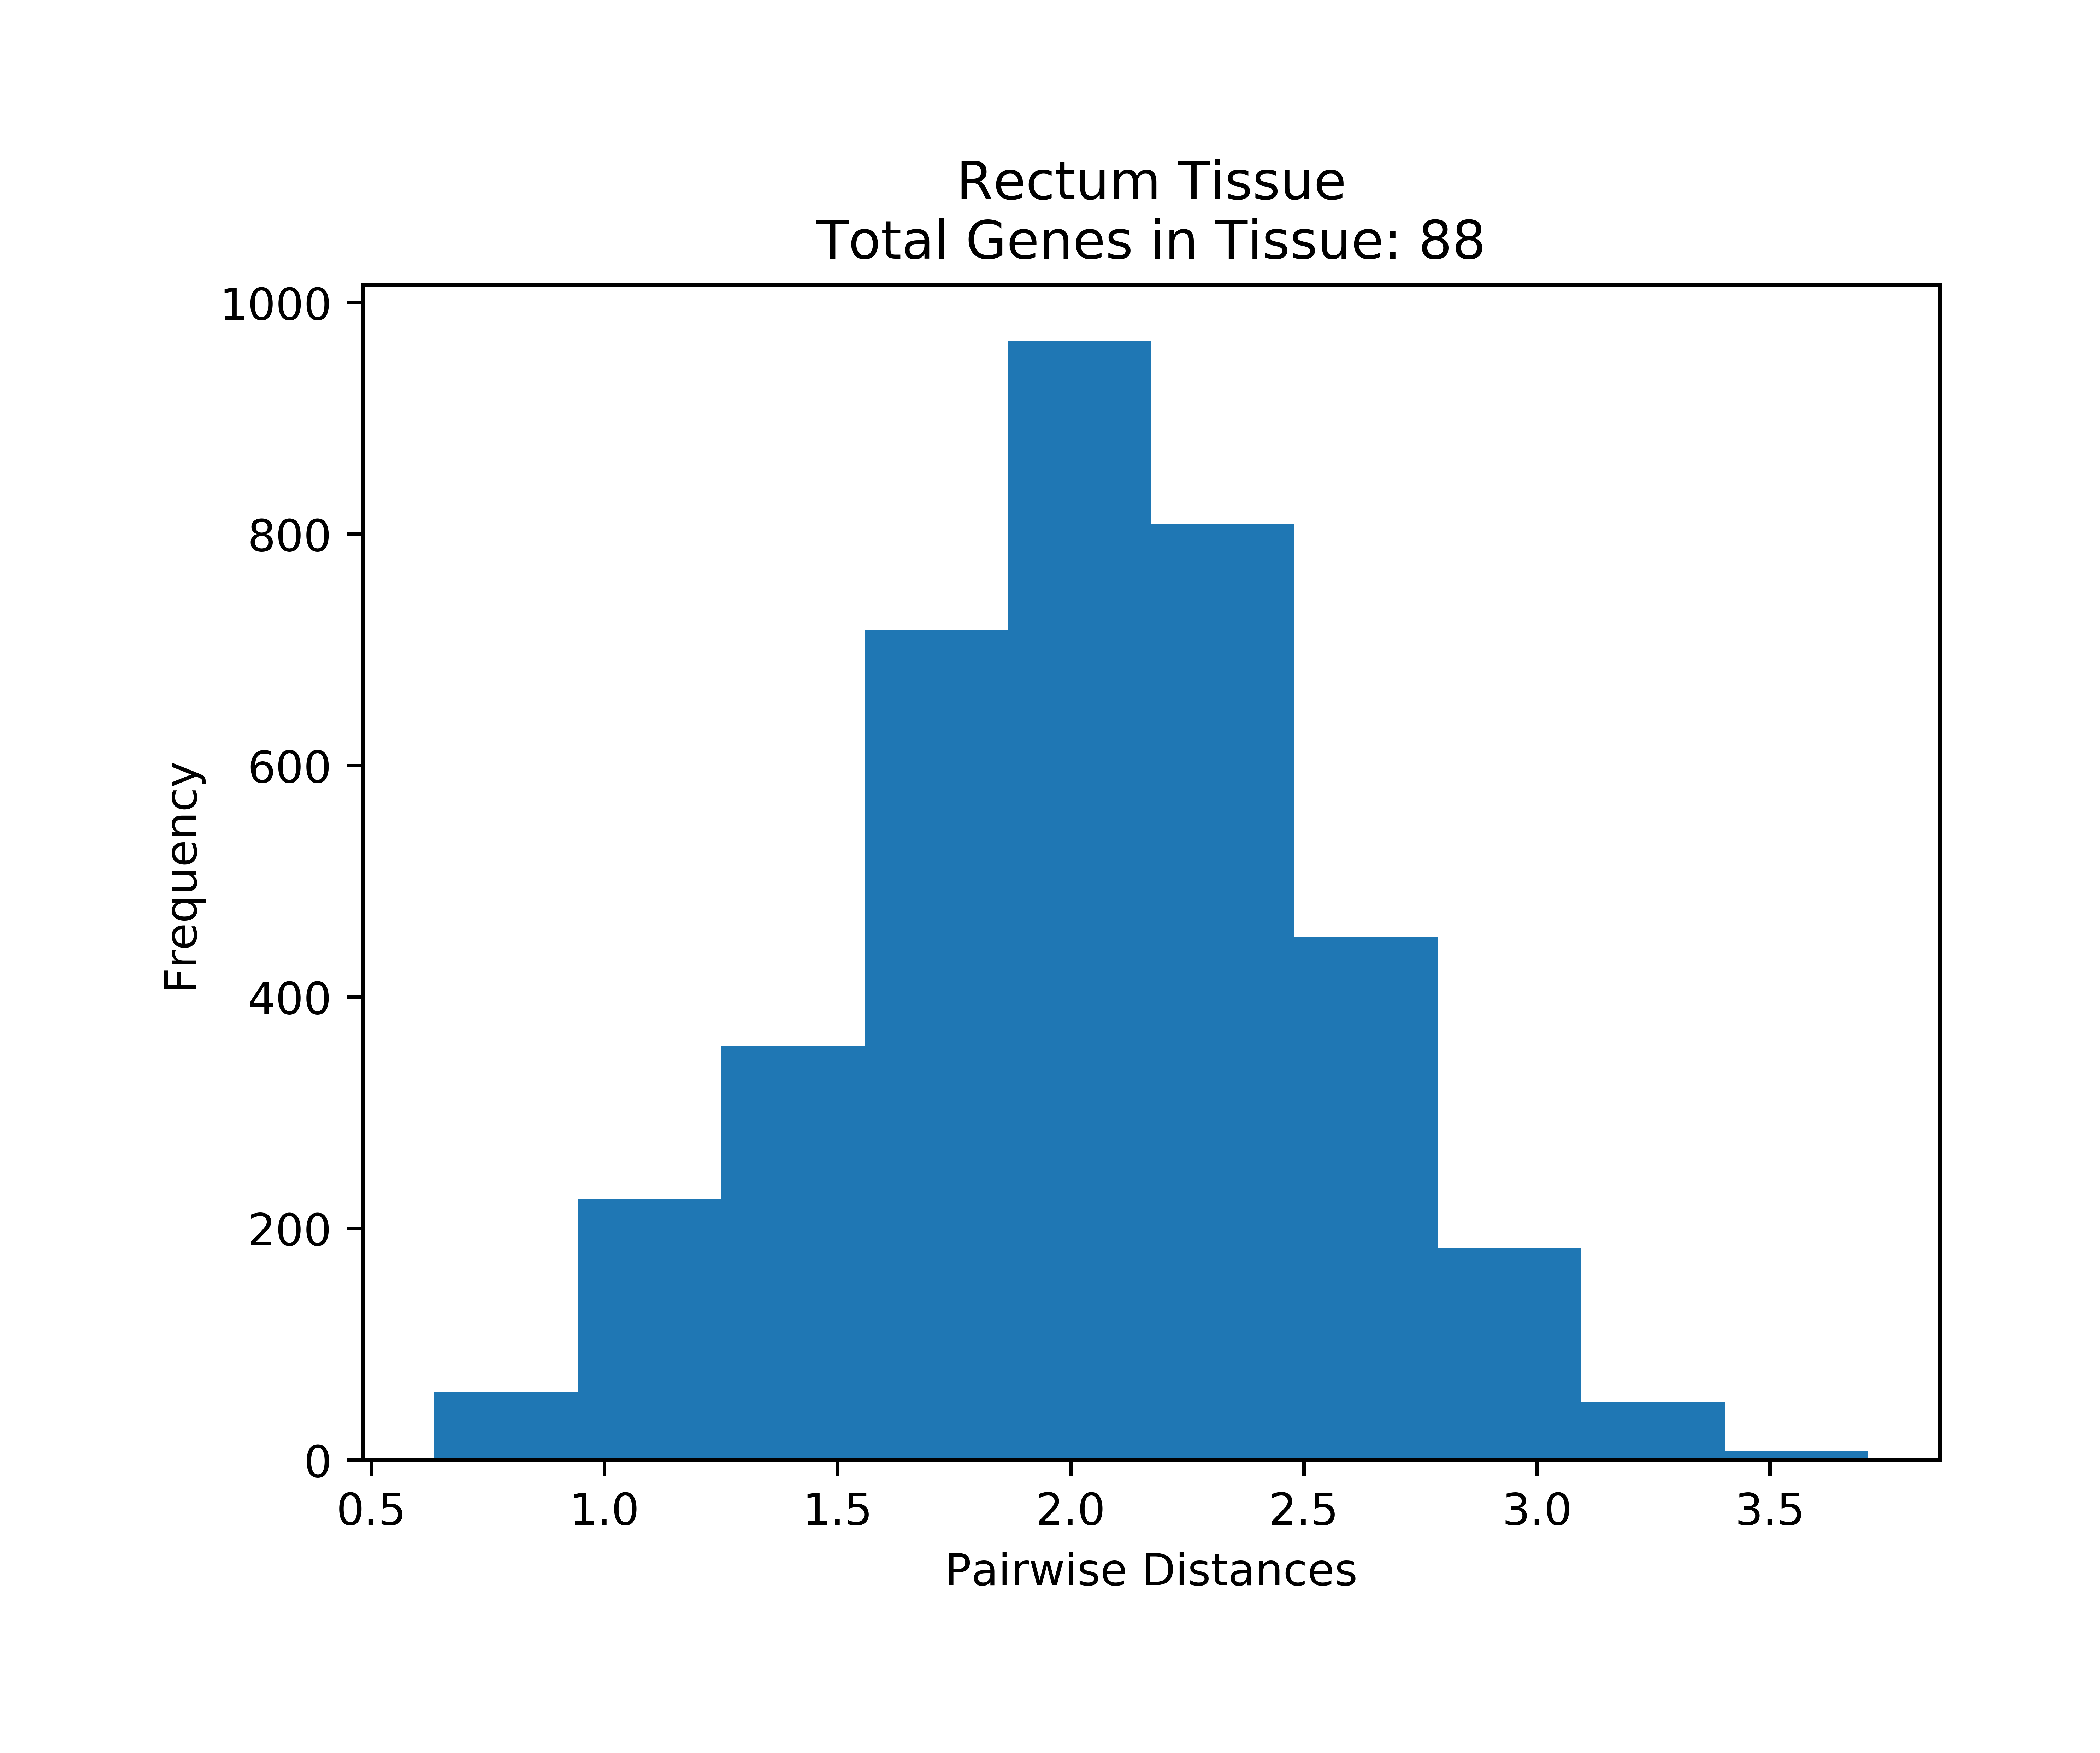 Rectum Tissue
Total Genes in Tissue: 88
1000
800
600
400
200
0
Frequency
0.5 1.0 1.5 2.0 2.5 3.0 3.5
Pairwise Distances